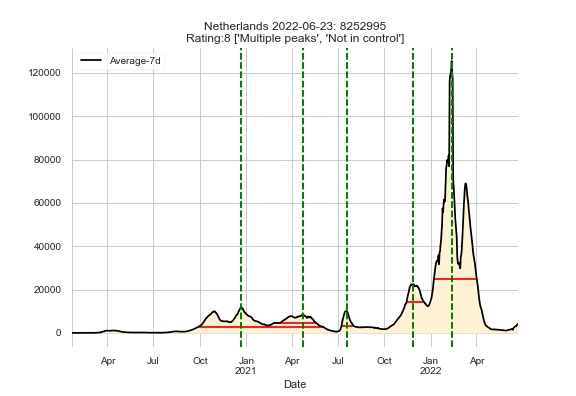 Netherlands 2022-06-23: 8252995
Rating:8 ['Multiple peaks', 'Not in control']
Average-7d
120000
100000
80000
60000
40000
20000
0
Apr Jul Oct Jan Apr Jul Oct Jan Apr
2021 2022
Date